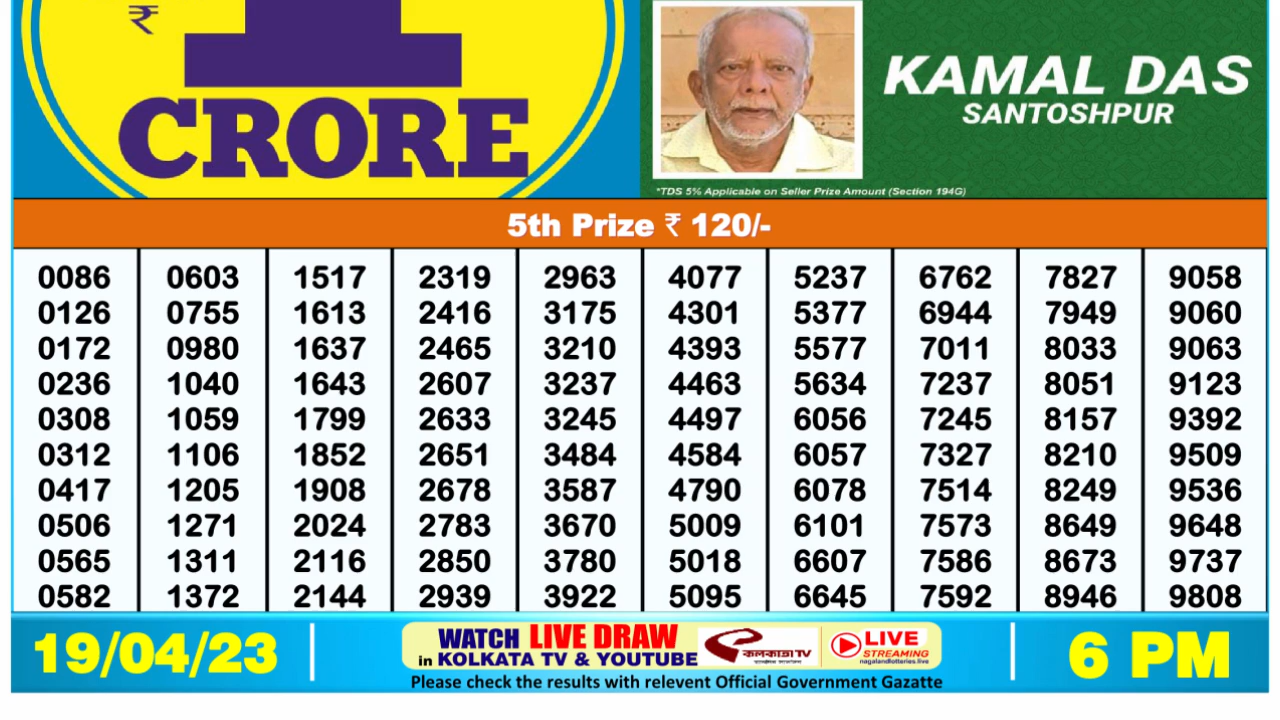 ₹ 1
CRORE
KAMAL DAS
SANTOSHPUR
*TDS 5% Applicable on Seller Prize Amount (Section 194G)
5th Prize ₹ 120/-
0086 0603 1517 2319 2963 4077 5237 6762 7827 9058
0126 0755 1613 2416 3175 4301 5377 6944 7949 9060
0172 0980 1637 2465 3210 4393 5577 7011 8033 9063
0236 1040 1643 2607 3237 4463 5634 7237 8051 9123
0308 1059 1799 2633 3245 4497 6056 7245 8157 9392
0312 1106 1852 2651 3484 4584 6057 7327 8210 9509
0417 1205 1908 2678 3587 4790 6078 7514 8249 9536
0506 1271 2024 2783 3670 5009 6101 7573 8649 9648
0565 1311 2116 2850 3780 5018 6607 7586 8673 9737
0582 1372 2144 2939 3922 5095 6645 7592 8946 9808
19/04/23
WATCH LIVE DRAW
in KOLKATA TV & YOUTUBE
কলকাতা TV
LIVE
STREAMING
nagalandlotteries.live
Please check the results with relevent Official Government Gazatte
6 PM